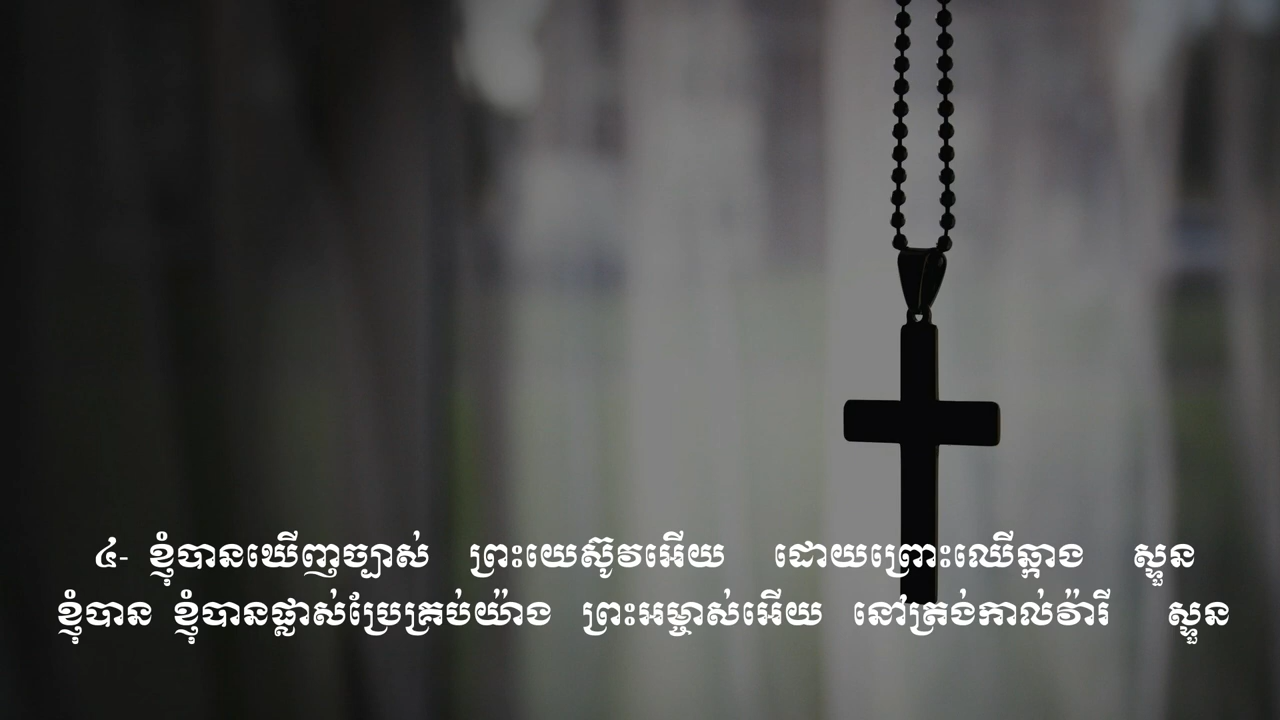 ៤- ខ្ញុំបានឃើញច្បាស់ ព្រះយេស៊ូវអើយ ដោយព្រោះឈើឆ្កាង ស្ទួន
ខ្ញុំបាន ខ្ញុំបានផ្លាស់ប្រែគ្រប់យ៉ាង ព្រះអម្ចាស់អើយ នៅត្រង់កាល់វ៉ារី ស្ទួន